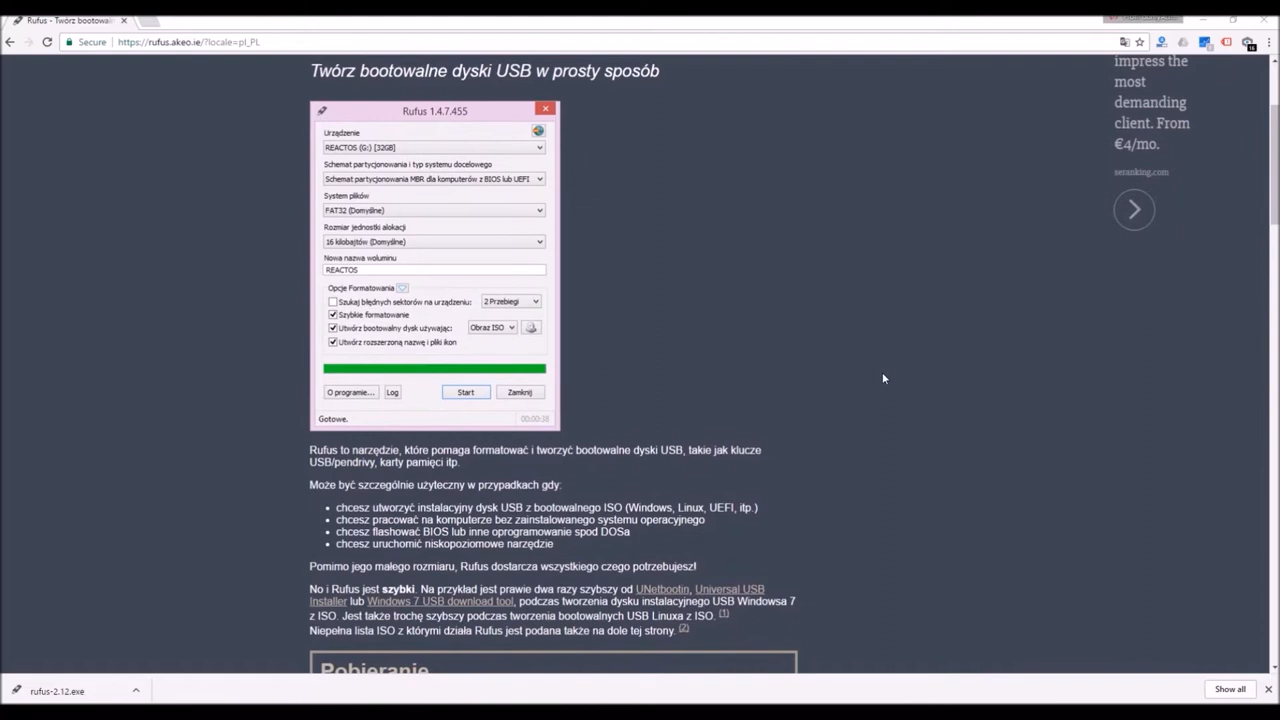 Rufus - Twórz bootowaln
Secure
https://rufus.akeo.ie/?locale=pl_PL
Twórz bootowalne dyski USB w prosty sposób
impress the
most
demanding
client. From
€4/mo.
seranking.com
Rufus 1.4.7.455
Urządzenie
REACTOS (G:) [32GB]
Schemat partycjonowania i typ systemu docelowego
Schemat partycjonowania MBR dla komputerów z BIOS lub UEFI
System plików
FAT32 (Domyślne)
Rozmiar jednostki alokacji
16 kilobajtów (Domyślne)
Nowa nazwa woluminu
REACTOS
Opcje Formatowania
Szukaj błędnych sektorów na urządzeniu: 2 Przebiegi
Szybkie formatowanie
Utwórz bootowalny dysk używając: Obraz ISO
Utwórz rozszerzoną nazwę i pliki ikon
O programie... Log Start Zamknij
Gotowe. 00:00:38
Rufus to narzędzie, które pomaga formatować i tworzyć bootowalne dyski USB, takie jak klucze
USB/pendrivy, karty pamięci itp.
Może być szczególnie użyteczny w przypadkach gdy:
• chcesz utworzyć instalacyjny dysk USB z bootowalnego ISO (Windows, Linux, UEFI, itp.)
• chcesz pracować na komputerze bez zainstalowanego systemu operacyjnego
• chcesz flashować BIOS lub inne oprogramowanie spod DOSa
• chcesz uruchomić niskopoziomowe narzędzie
Pomimo jego małego rozmiaru, Rufus dostarcza wszystkiego czego potrzebujesz!
No i Rufus jest szybki. Na przykład jest prawie dwa razy szybszy od UNetbootin, Universal USB
Installer lub Windows 7 USB download tool, podczas tworzenia dysku instalacyjnego USB Windowsa 7
z ISO. Jest także trochę szybszy podczas tworzenia bootowalnych USB Linuxa z ISO. (1)
Niepełna lista ISO z którymi działa Rufus jest podana także na dole tej strony. (2)
Pobieranie
rufus-2.12.exe
Show all